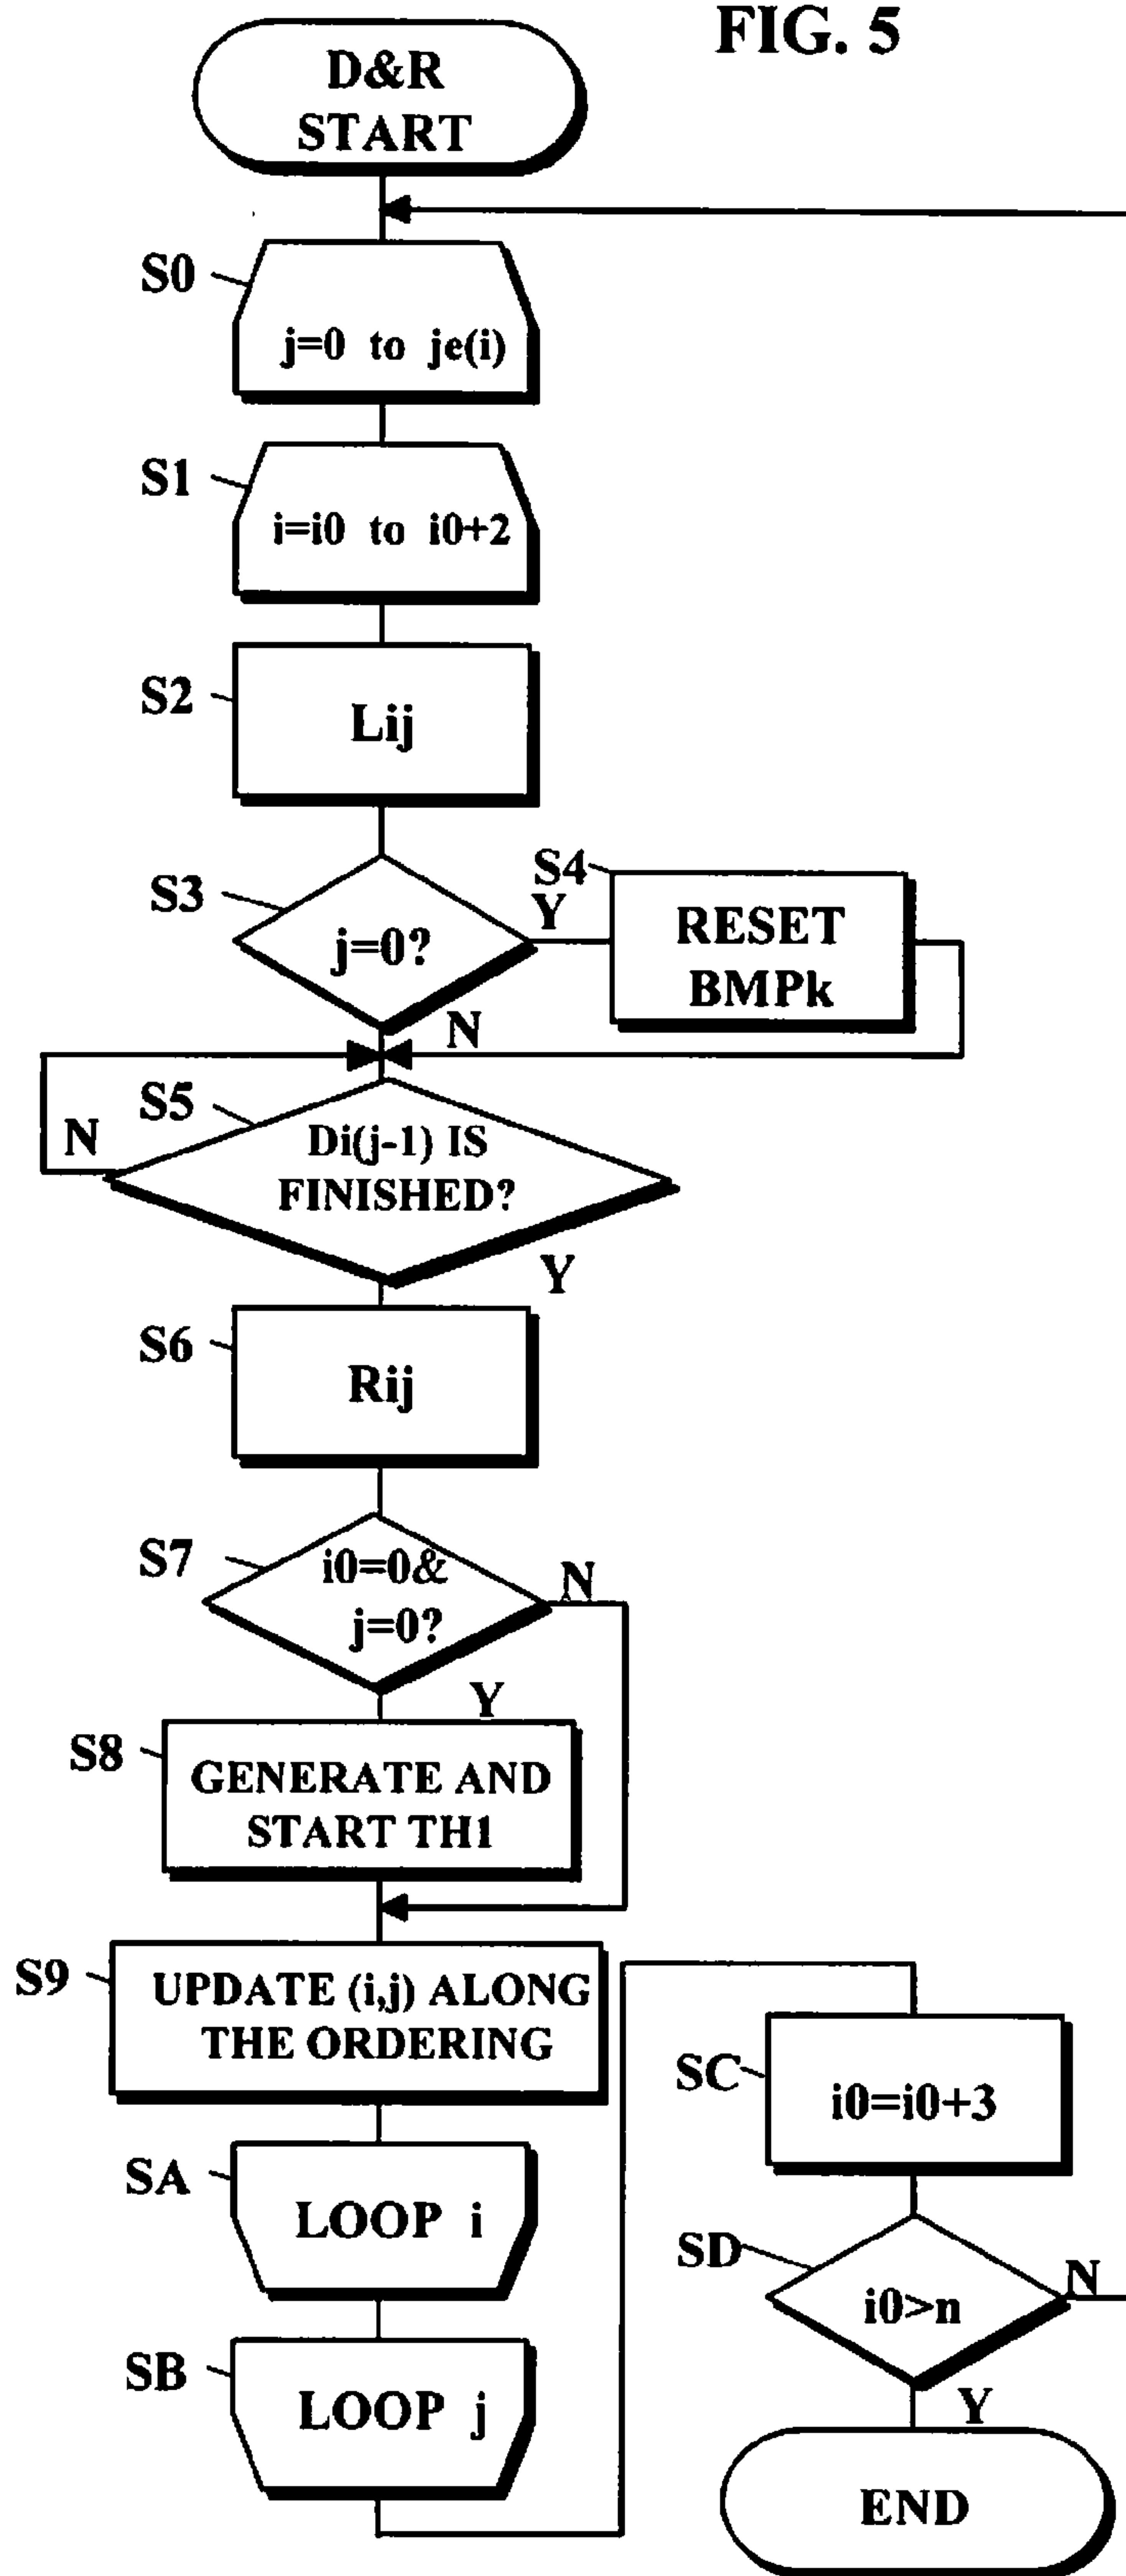 FIG. 5
D&R
START
S0
j=0 to je(i)
S1
i=i0 to i0+2
S2
Lij
S3
j=0?
Y
S4
RESET
BMPk
N
S5
N
Di(j-1) IS
FINISHED?
Y
S6
Rij
S7
i0=0&
j=0?
N
Y
S8
GENERATE AND
START TH1
S9
UPDATE (i,j) ALONG
THE ORDERING
SA
LOOP i
SB
LOOP j
SC
i0=i0+3
SD
i0>n
N
Y
END